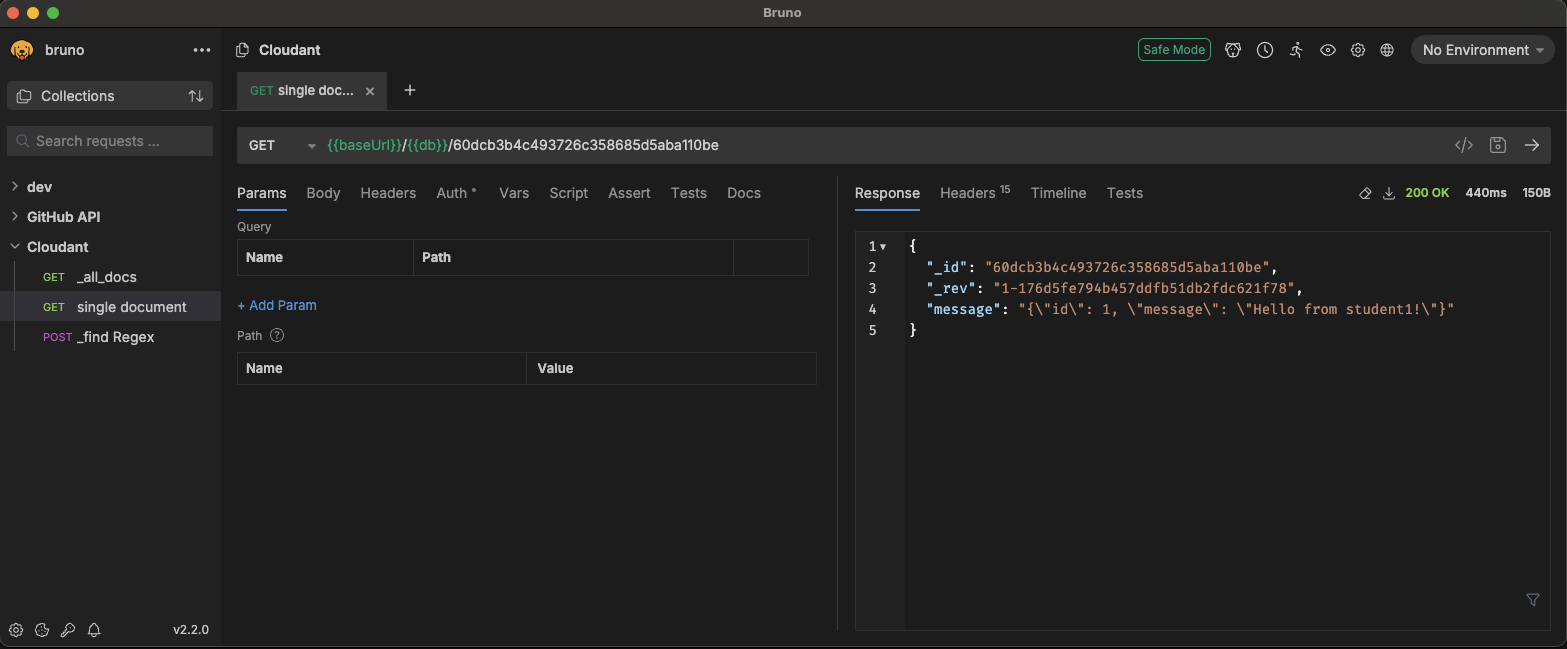 Bruno
bruno
Collections
Search requests ...
dev
GitHub API
Cloudant
GET _all_docs
GET single document
POST _find Regex
v2.2.0
Cloudant
Safe Mode
No Environment
GET single doc...
GET {{baseUrl}}/{{db}}/60dcb3b4c493726c358685d5aba110be
Params Body Headers Auth Vars Script Assert Tests Docs
Query
Name Path
+ Add Param
Path ?
Name Value
Response Headers 15 Timeline Tests
200 OK 440ms 150B
1 {
2 "_id": "60dcb3b4c493726c358685d5aba110be",
3 "_rev": "1-176d5fe794b457ddfb51db2fdc621f78",
4 "message": "{\"id\": 1, \"message\": \"Hello from student1!\"}"
5 }